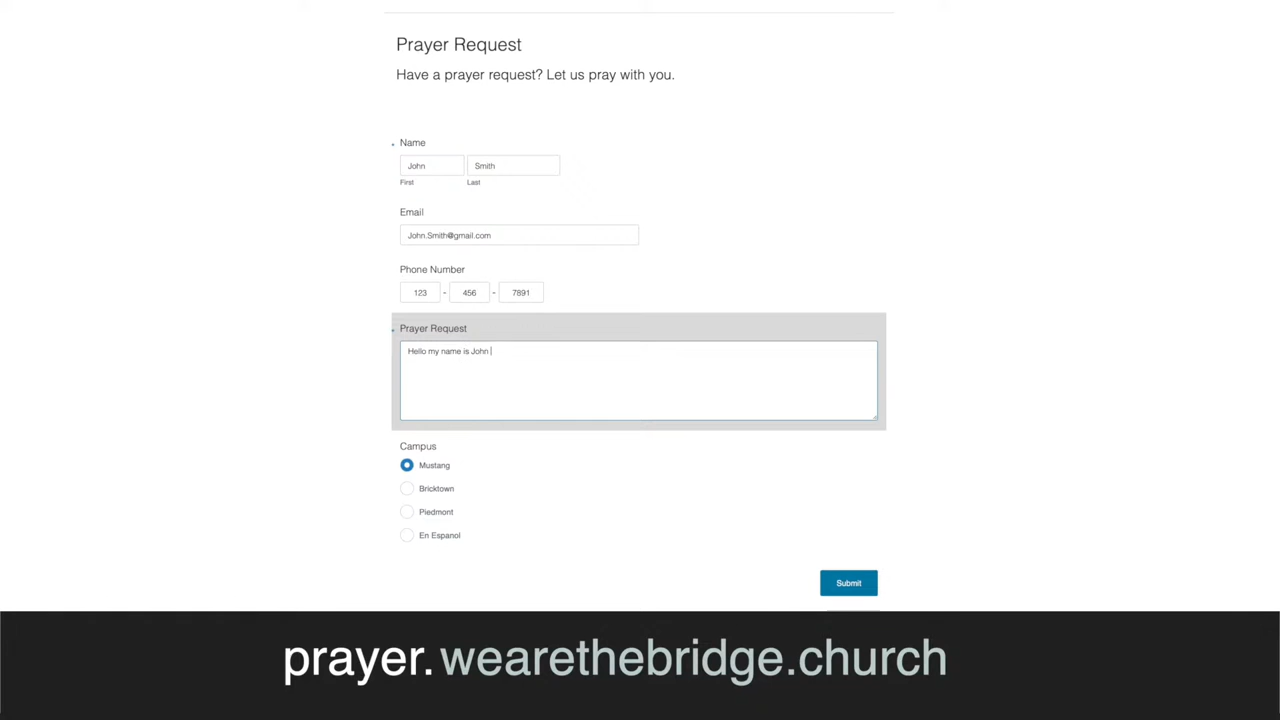 Prayer Request
Have a prayer request? Let us pray with you.
Name
John Smith
First Last
Email
John.Smith@gmail.com
Phone Number
123 - 456 - 7891
Prayer Request
Hello my name is John
Campus
Mustang
Bricktown
Piedmont
En Espanol
Submit
prayer.wearethebridge.church